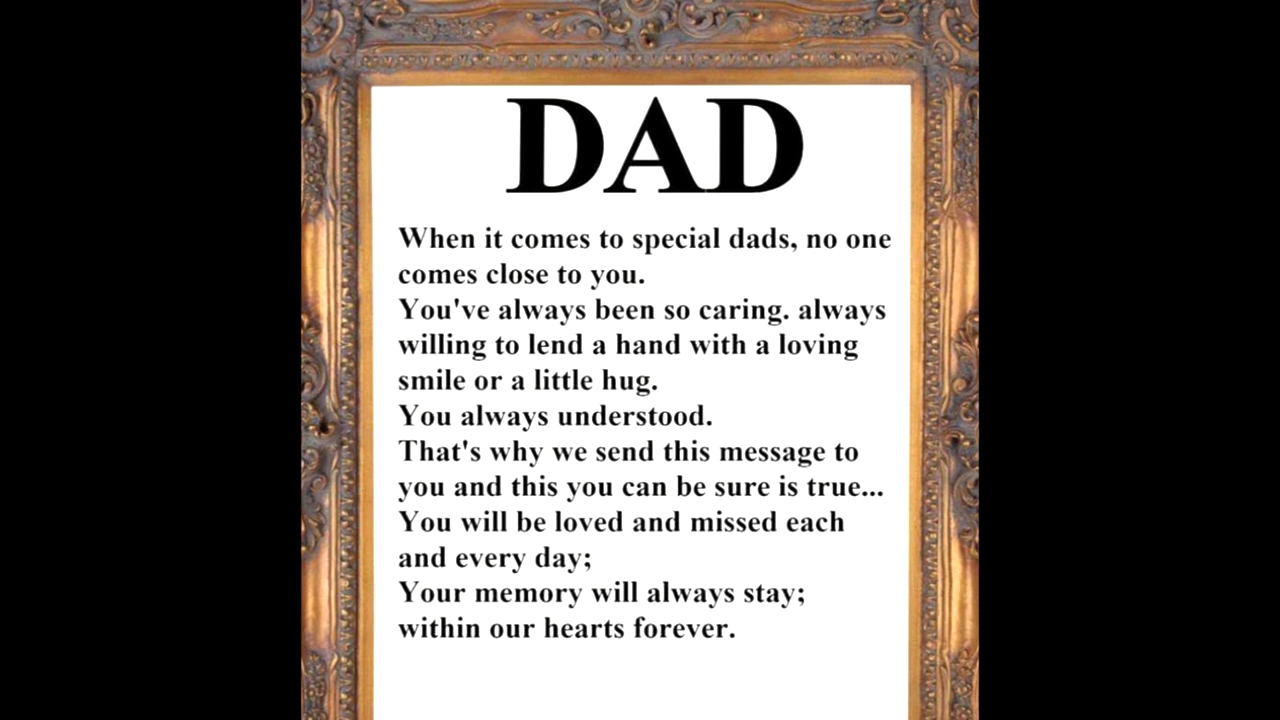 DAD
When it comes to special dads, no one
comes close to you.
You've always been so caring. always
willing to lend a hand with a loving
smile or a little hug.
You always understood.
That's why we send this message to
you and this you can be sure is true...
You will be loved and missed each
and every day;
Your memory will always stay;
within our hearts forever.